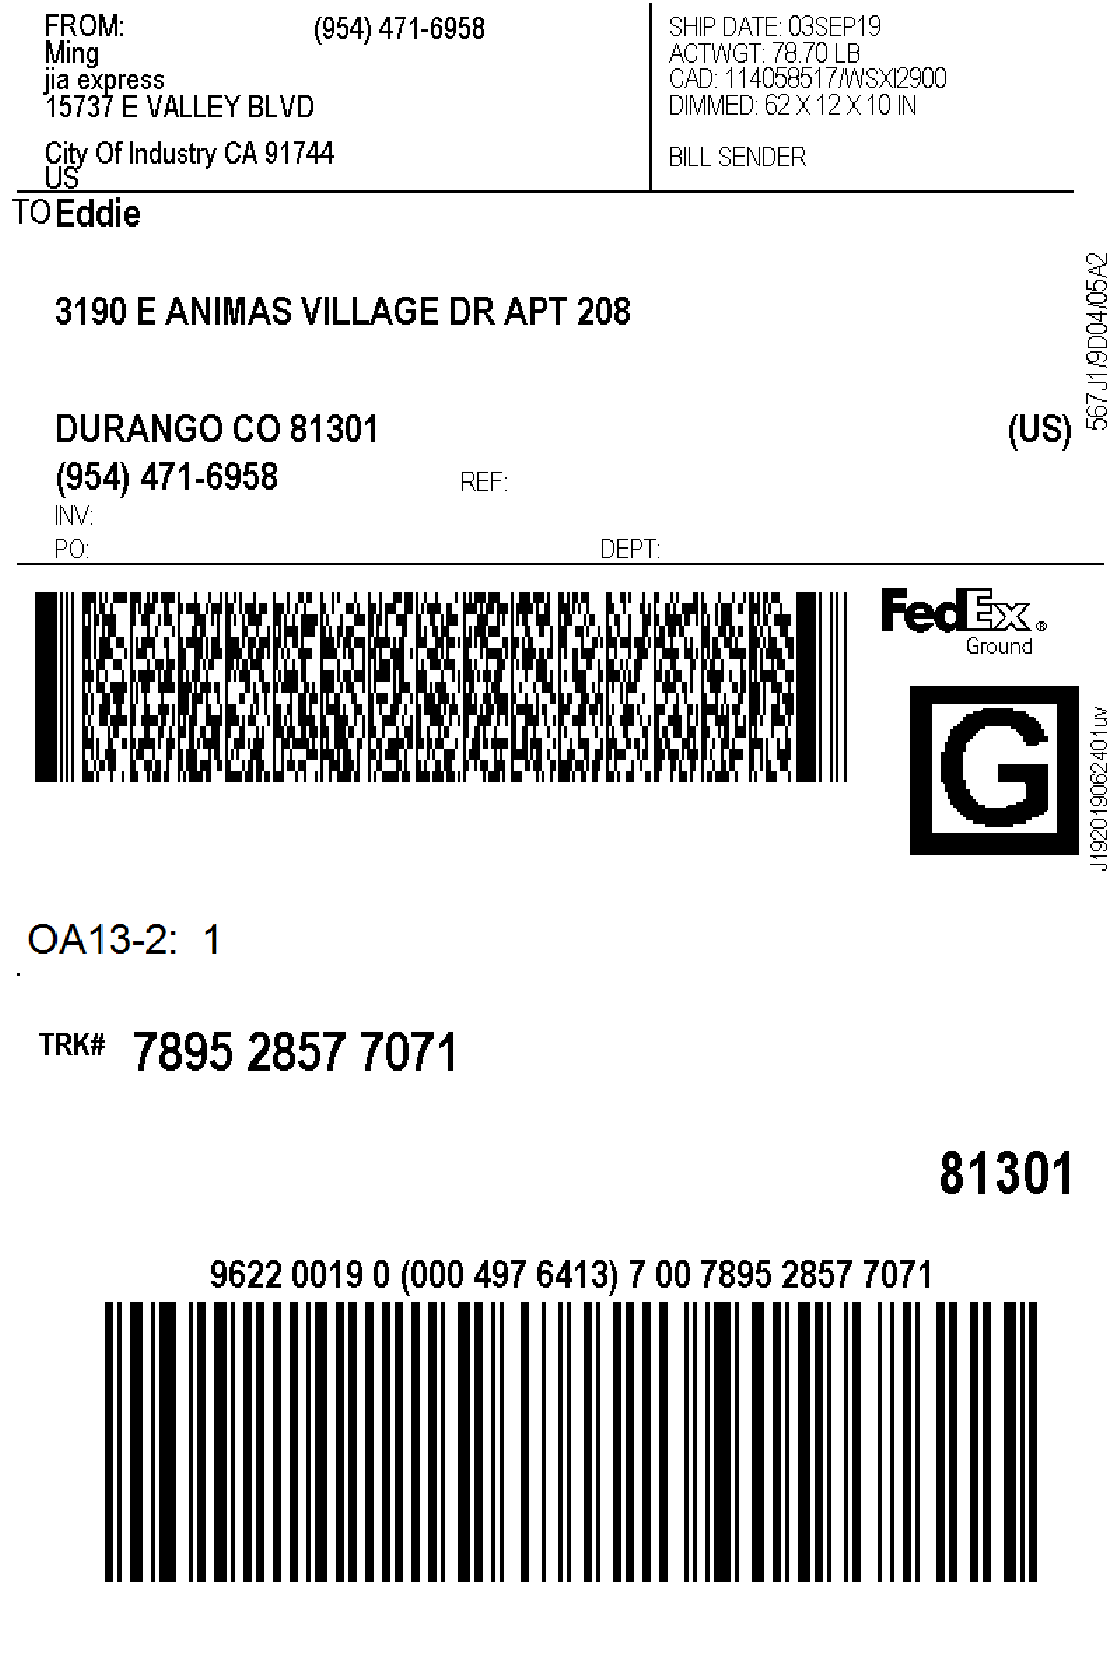 FROM: (954) 471-6958
Ming
jia express
15737 E VALLEY BLVD
City Of Industry CA 91744
US
SHIP DATE: 03SEP19
ACTWGT: 78.70 LB
CAD: 114058517/WSXI2900
DIMMED: 62 X 12 X 10 IN
BILL SENDER
TO Eddie
3190 E ANIMAS VILLAGE DR APT 208
DURANGO CO 81301 (US)
(954) 471-6958 REF:
INV:
PO: DEPT:
567J1/9D04/05A2
FedEx®
Ground
G
J192019062401uv
OA13-2: 1
TRK# 7895 2857 7071
81301
9622 0019 0 (000 497 6413) 7 00 7895 2857 7071